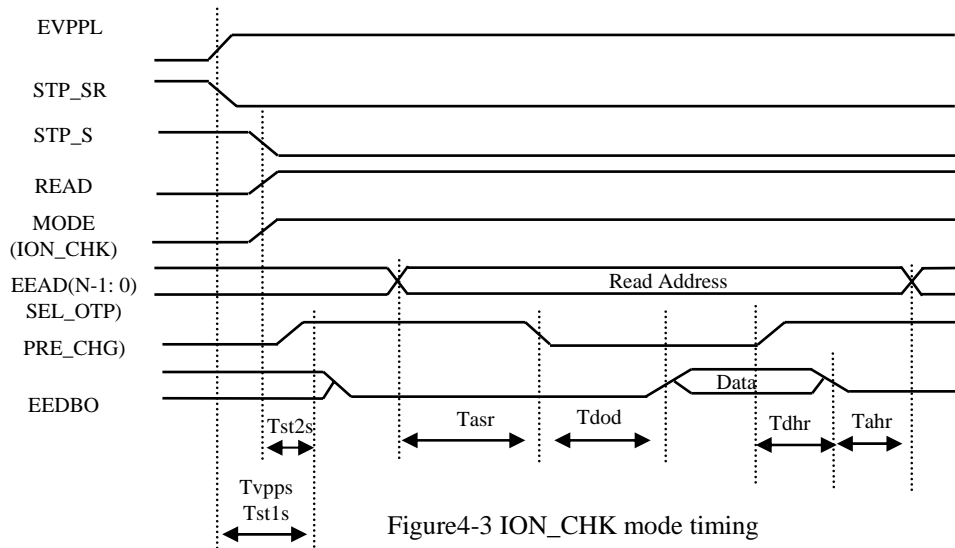 EVPPL
STP_SR
STP_S
READ
MODE
(ION_CHK)
EEAD(N-1: 0)
Read Address
SEL_OTP)
PRE_CHG)
EEDBO
Data
Tasr
Tdod
Tdhr
Tahr
Tst2s
Tvpps
Tst1s
Figure4-3 ION_CHK mode timing